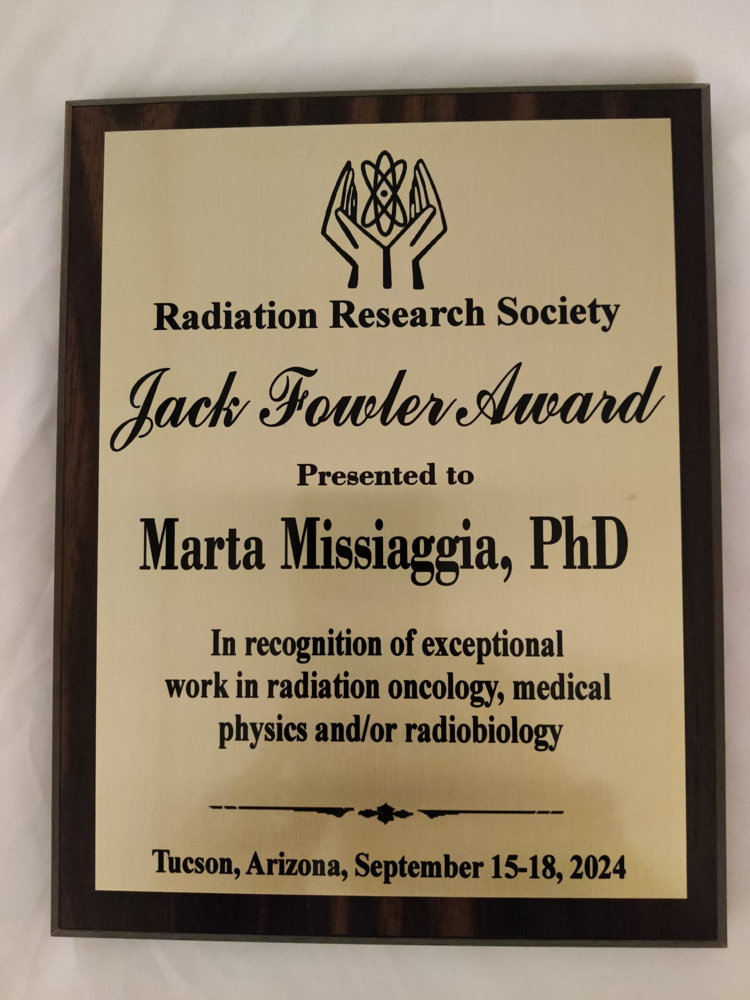 Radiation Research Society
Jack Fowler Award
Presented to
Marta Missiaggia, PhD
In recognition of exceptional
work in radiation oncology, medical
physics and/or radiobiology
Tucson, Arizona, September 15-18, 2024